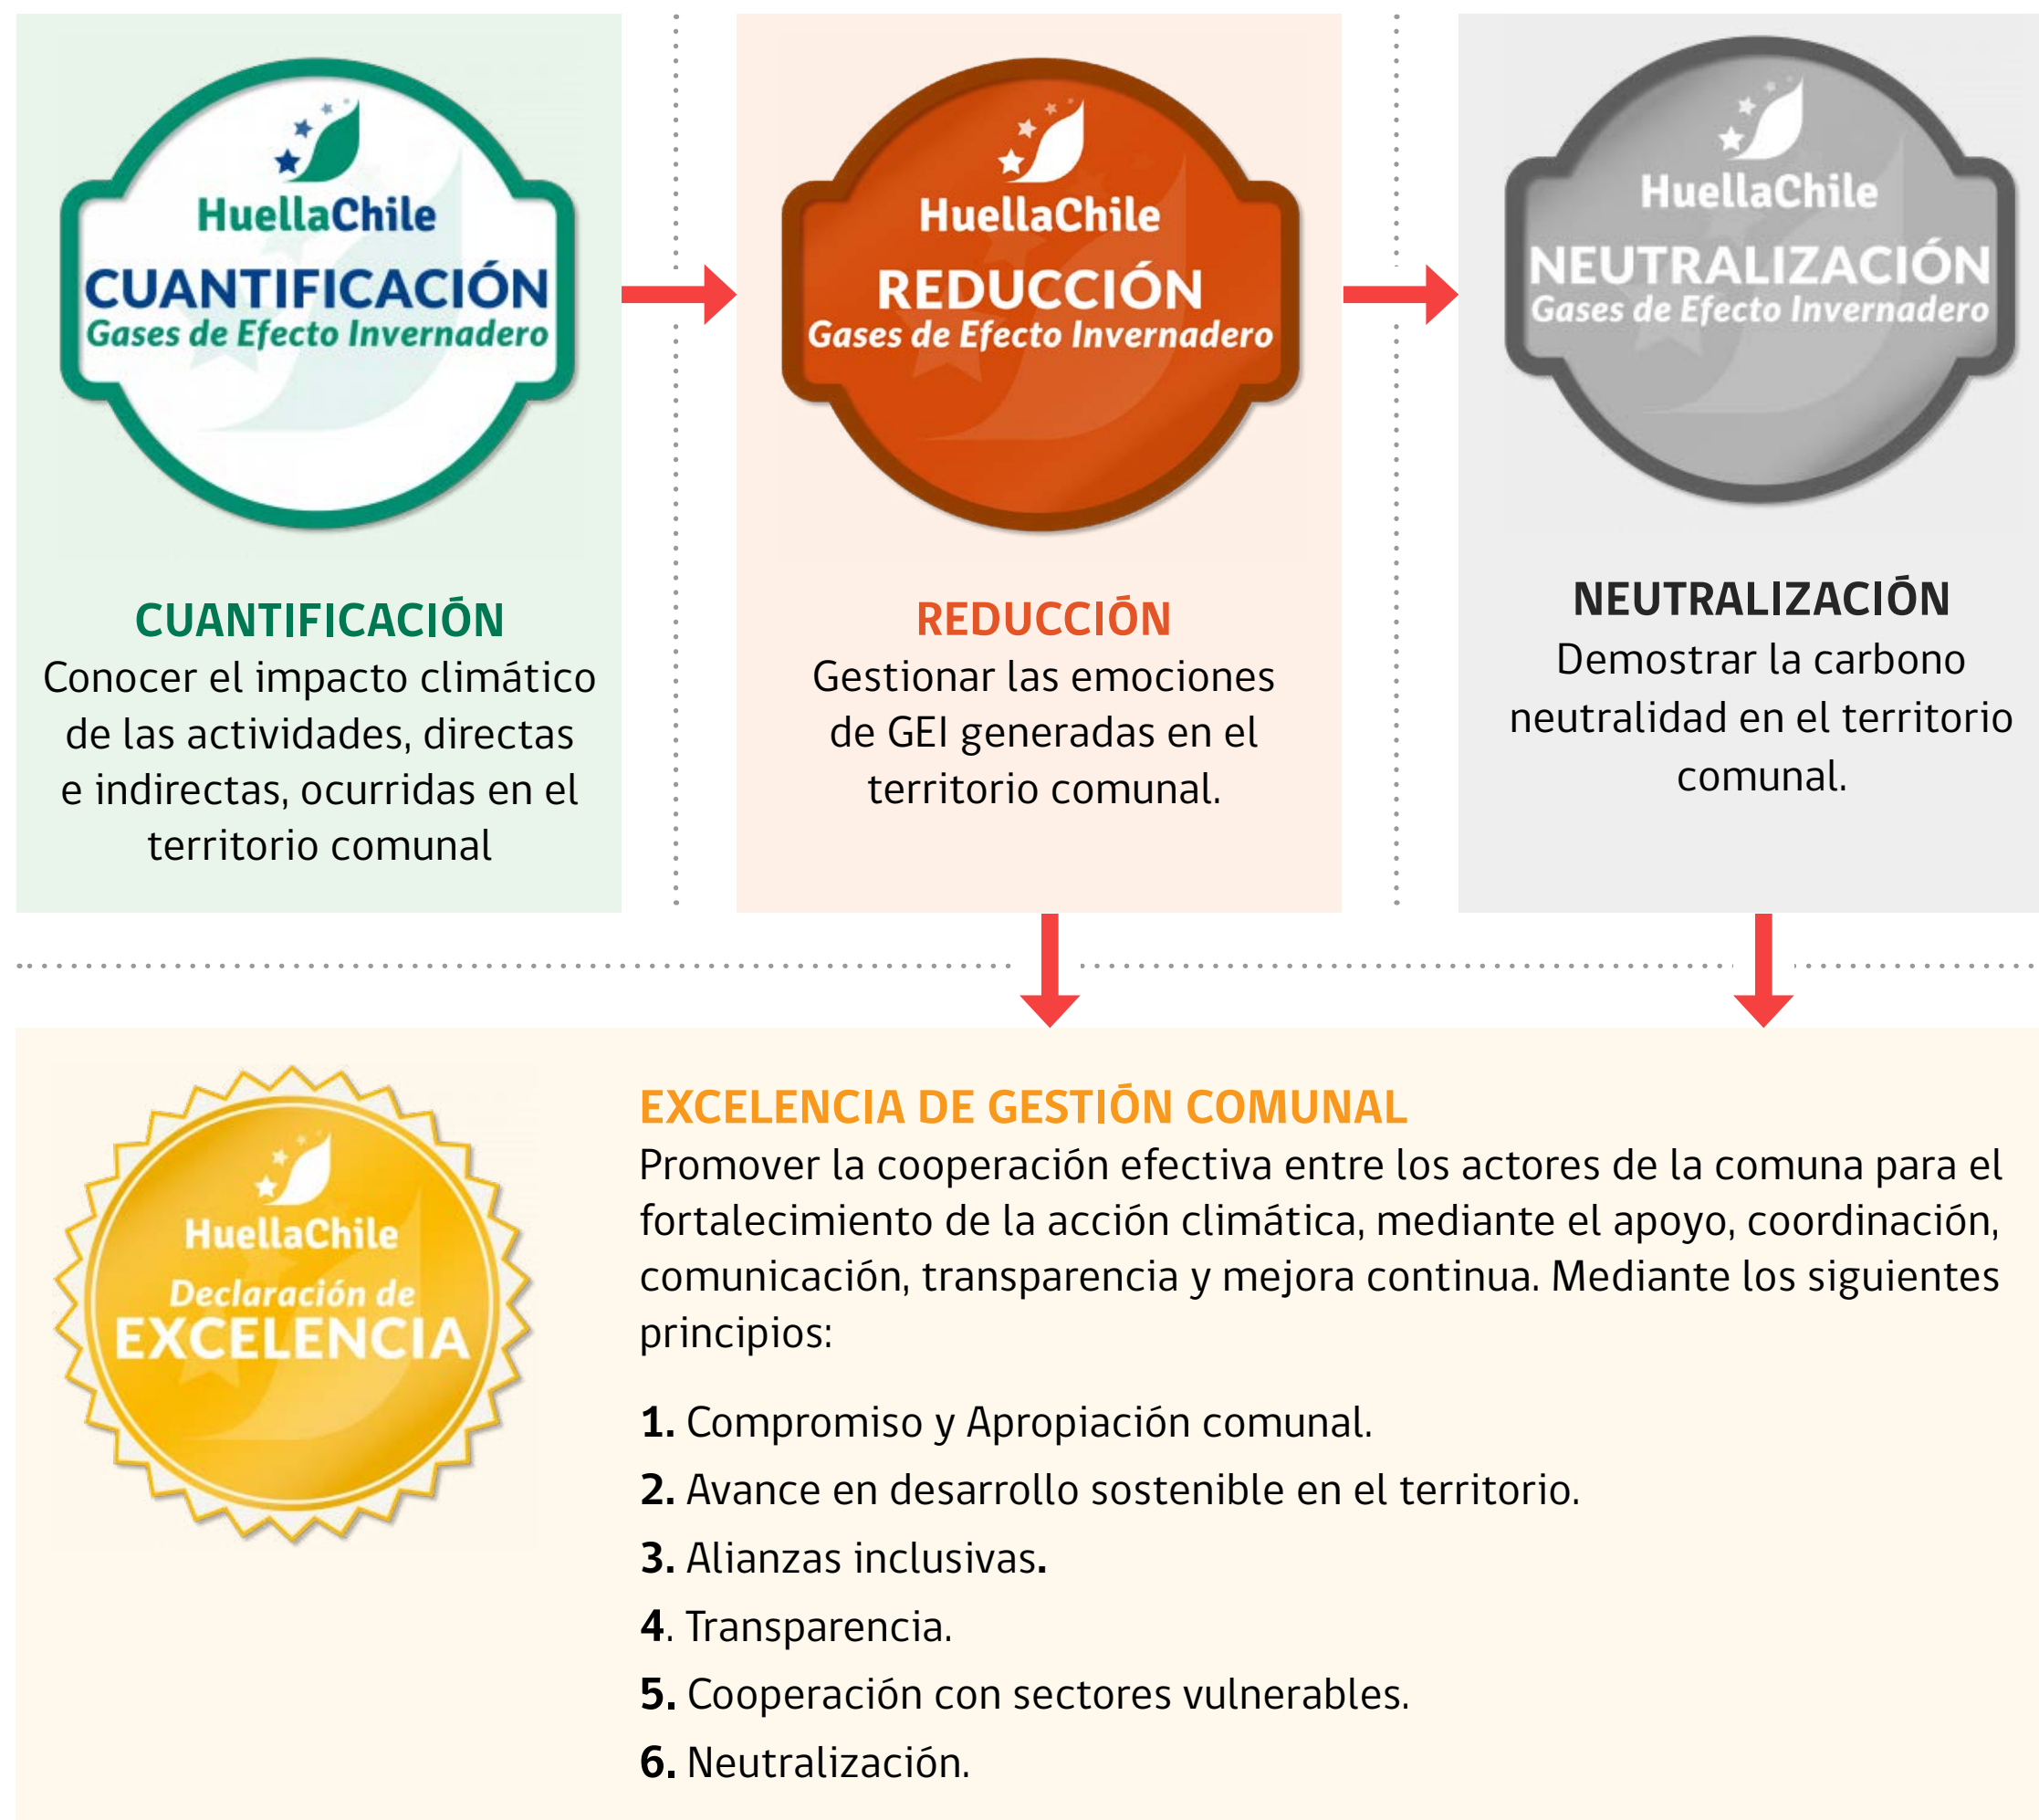 HuellaChile
CUANTIFICACIÓN
Gases de Efecto Invernadero
CUANTIFICACIÓN
Conocer el impacto climático
de las actividades, directas
e indirectas, ocurridas en el
territorio comunal
HuellaChile
REDUCCIÓN
Gases de Efecto Invernadero
REDUCCIÓN
Gestionar las emociones
de GEI generadas en el
territorio comunal.
HuellaChile
NEUTRALIZACIÓN
Gases de Efecto Invernadero
NEUTRALIZACIÓN
Demostrar la carbono
neutralidad en el territorio
comunal.
HuellaChile
Declaración de
EXCELENCIA
EXCELENCIA DE GESTIÓN COMUNAL
Promover la cooperación efectiva entre los actores de la comuna para el
fortalecimiento de la acción climática, mediante el apoyo, coordinación,
comunicación, transparencia y mejora continua. Mediante los siguientes
principios:
1. Compromiso y Apropiación comunal.
2. Avance en desarrollo sostenible en el territorio.
3. Alianzas inclusivas.
4. Transparencia.
5. Cooperación con sectores vulnerables.
6. Neutralización.